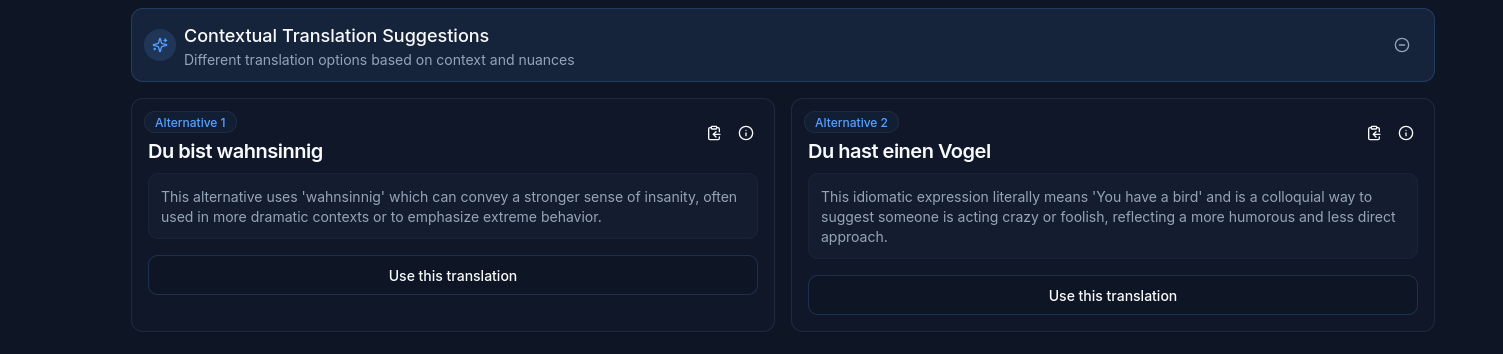 Contextual Translation Suggestions
Different translation options based on context and nuances
Alternative 1
Du bist wahnsinnig
This alternative uses 'wahnsinnig' which can convey a stronger sense of insanity, often
used in more dramatic contexts or to emphasize extreme behavior.
Use this translation
Alternative 2
Du hast einen Vogel
This idiomatic expression literally means 'You have a bird' and is a colloquial way to
suggest someone is acting crazy or foolish, reflecting a more humorous and less direct
approach.
Use this translation